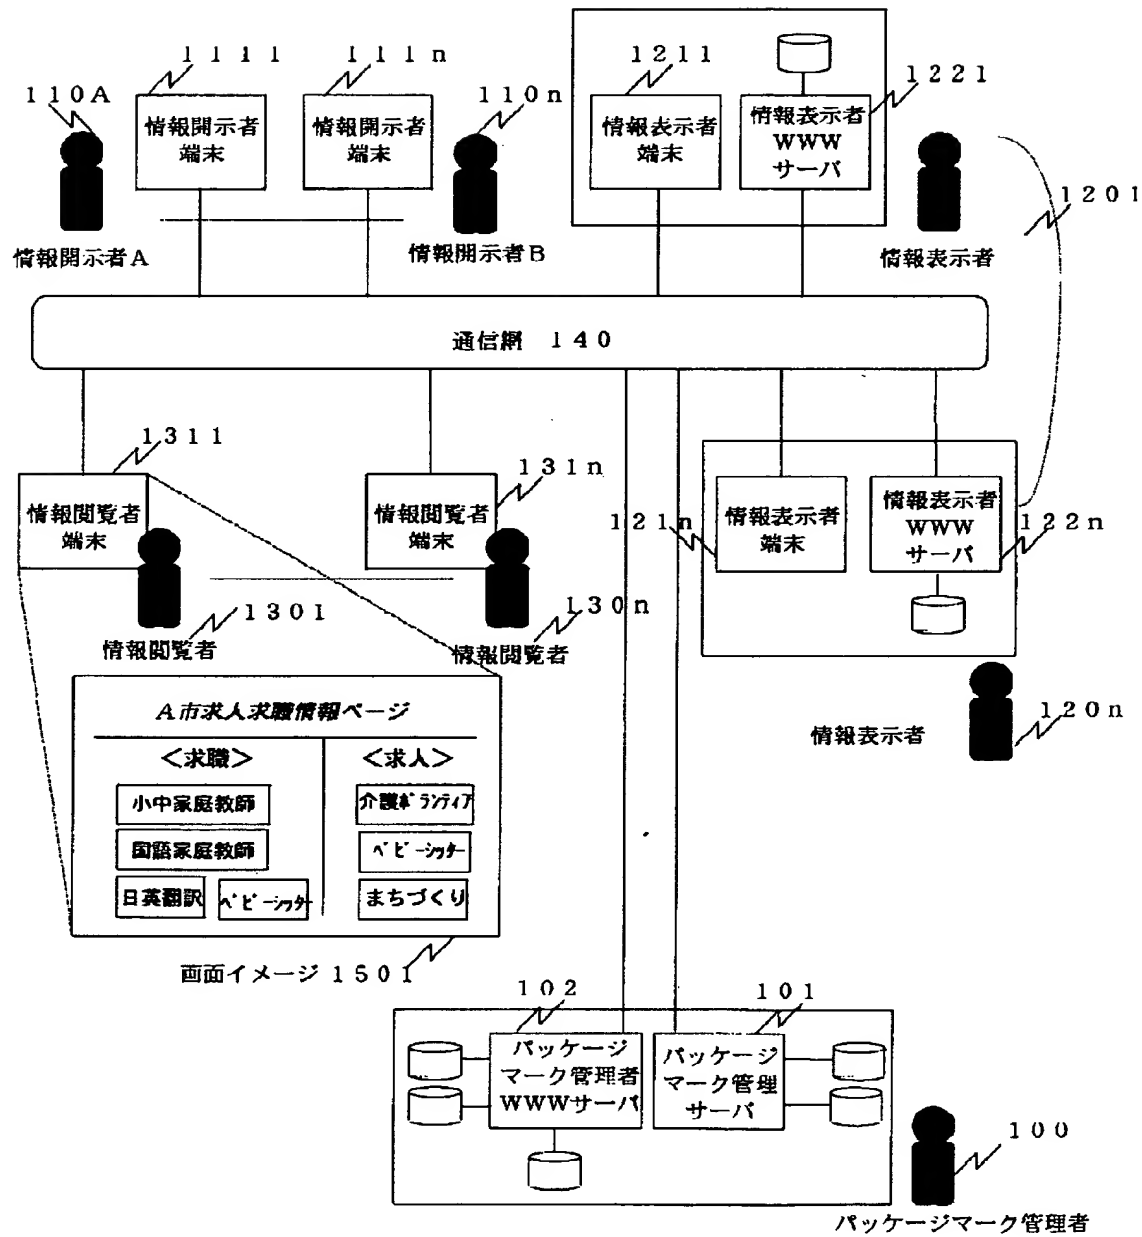 １１１１
１１１ｎ
１２１１
１２２１
１１０Ａ
１１０ｎ
情報開示者
端末
情報開示者
端末
情報表示者
端末
情報表示者
ＷＷＷ
サーバ
１２０１
情報開示者Ａ
情報開示者Ｂ
情報表示者
通信網　１４０
１３１１
１３１ｎ
情報閲覧者
端末
情報閲覧者
端末
１２１ｎ
情報表示者
端末
情報表示者
ＷＷＷ
サーバ
１２２ｎ
１３０１
１３０ｎ
情報閲覧者
情報閲覧者
Ａ市求人求職情報ページ
＜求職＞
＜求人＞
小中家庭教師
介護ﾎﾞﾗﾝﾃｨｱ
国語家庭教師
ﾍﾞﾋﾞｰｼｯﾀｰ
日英翻訳
ﾍﾞﾋﾞｰｼｯﾀｰ
まちづくり
情報表示者
１２０ｎ
画面イメージ１５０１
１０２
１０１
パッケージ
マーク管理者
ＷＷＷサーバ
パッケージ
マーク管理
サーバ
１００
パッケージマーク管理者